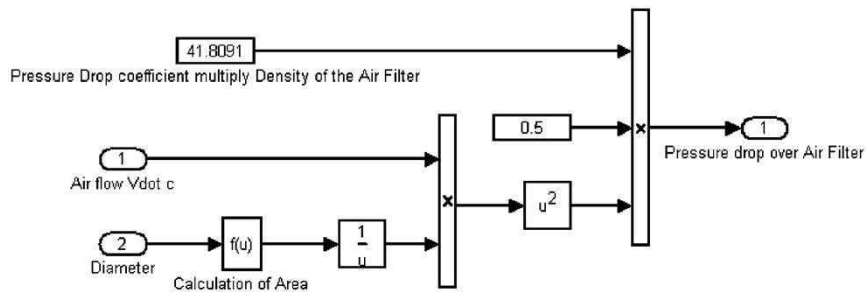 41.8091
Pressure Drop coefficient multiply Density of the Air Filter
0.5
x
1
Pressure drop over Air Filter
1
Air flow Vdot c
x
u²
2
Diameter
f(u)
Calculation of Area
1
u